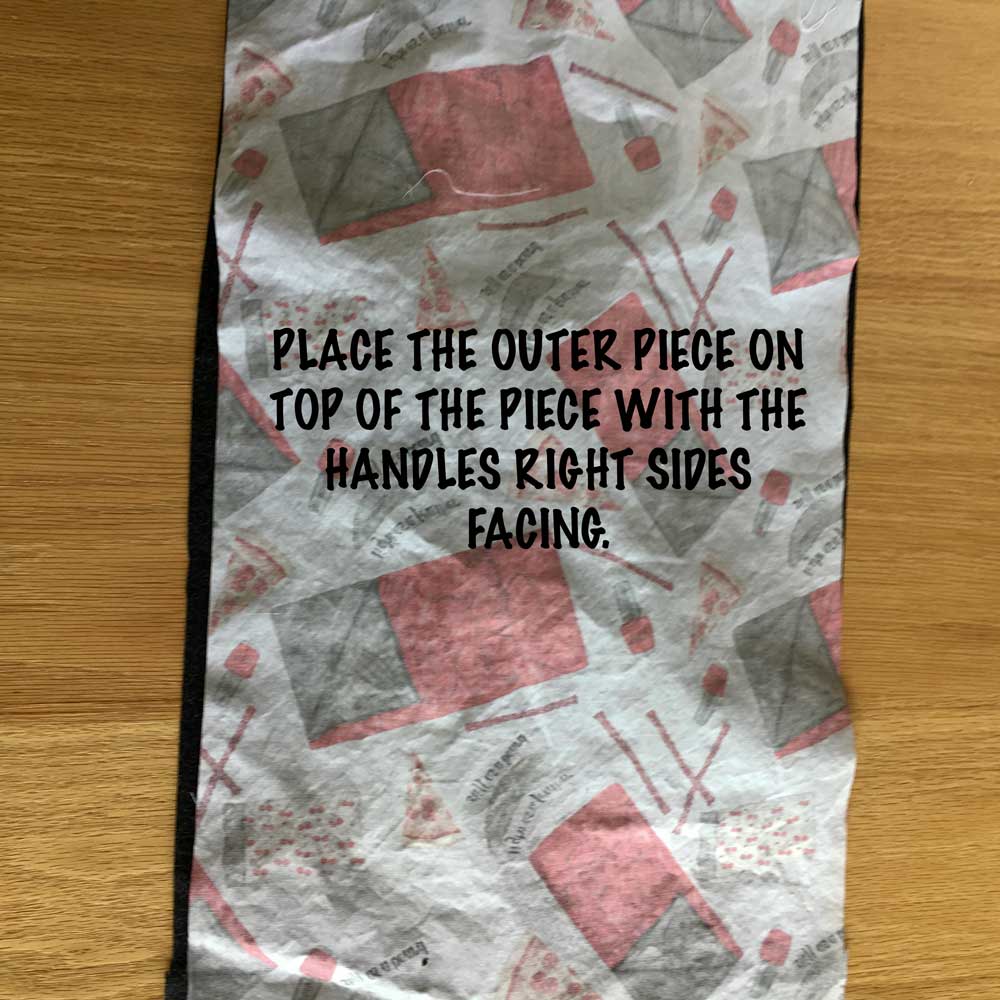 PLACE THE OUTER PIECE ON
TOP OF THE PIECE WITH THE
HANDLES RIGHT SIDES
FACING.